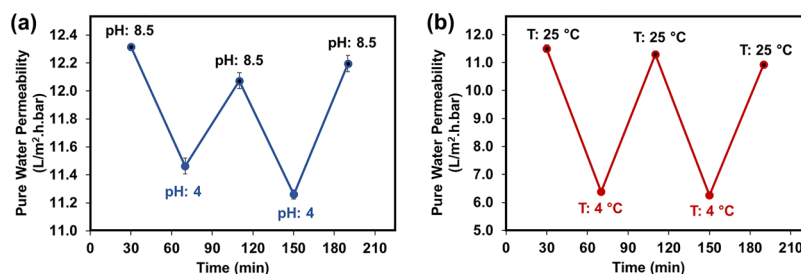 (a)
Pure Water Permeability
(L/m².h.bar)
12.4
12.2
12.0
11.8
11.6
11.4
11.2
11.0
pH: 8.5
pH: 8.5
pH: 8.5
pH: 4
pH: 4
0 30 60 90 120 150 180 210
Time (min)
(b)
Pure Water Permeability
(L/m².h.bar)
12.0
11.0
10.0
9.0
8.0
7.0
6.0
5.0
T: 25 °C
T: 25 °C
T: 25 °C
T: 4 °C
T: 4 °C
0 30 60 90 120 150 180 210
Time (min)